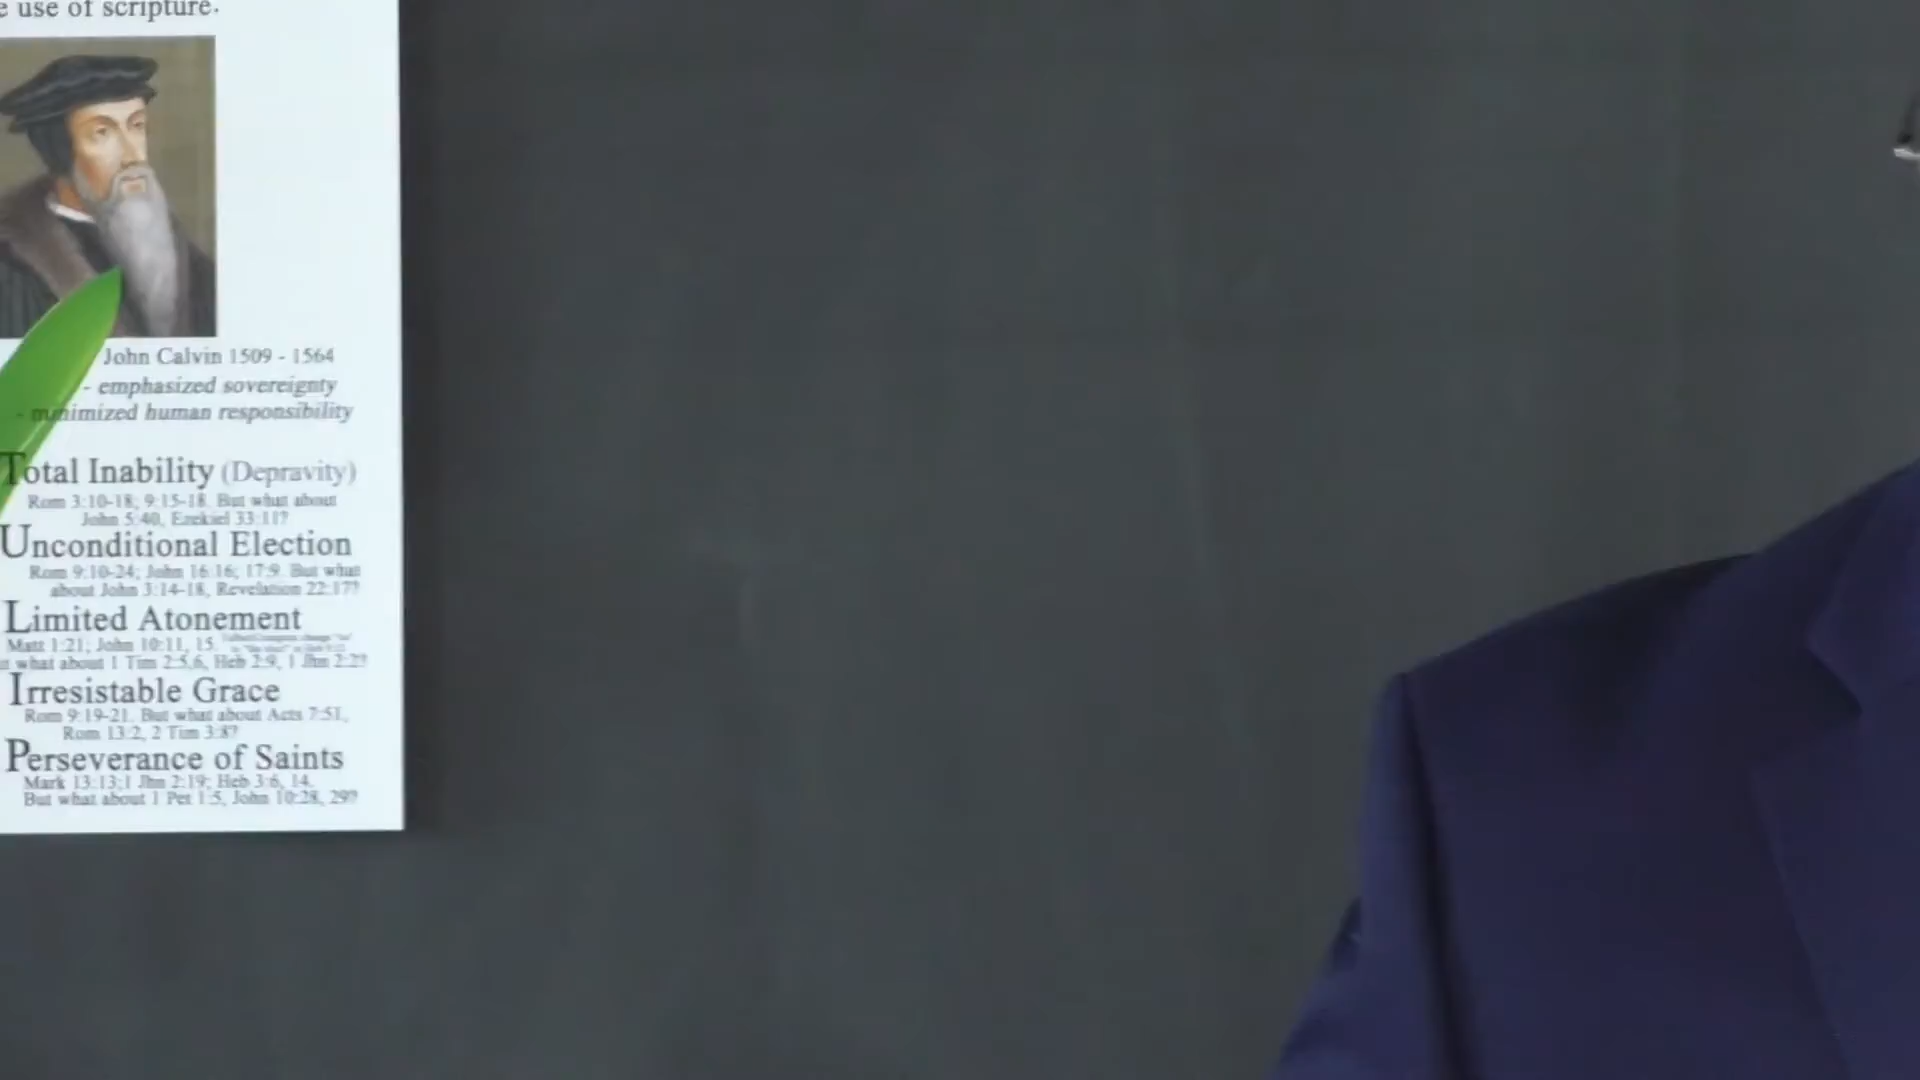 e use of scripture.
John Calvin 1509 - 1564
- emphasized sovereignty
- minimized human responsibility
Total Inability (Depravity)
Rom 3:10-18; 9:15-18. But what about
John 5:40, Ezekiel 33:11?
Unconditional Election
Rom 9:10-24; John 16:16; 17:9. But what
about John 3:14-18, Revelation 22:17?
Limited Atonement
Matt 1:21; John 10:11, 15.
what about 1 Tim 2:5,6, Heb 2:9, 1 Jhn 2:2?
Irresistable Grace
Rom 9:19-21. But what about Acts 7:51,
Rom 13:2, 2 Tim 3:8?
Perseverance of Saints
Mark 13:13;1 Jhn 2:19; Heb 3:6, 14.
But what about 1 Pet 1:5, John 10:28, 29?